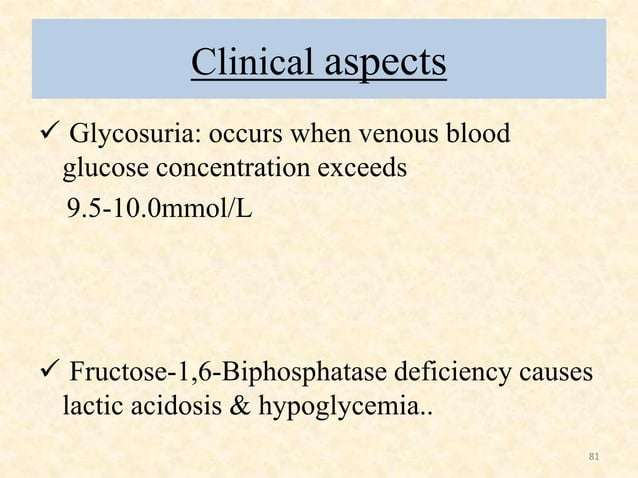 Clinical aspects
✓ Glycosuria: occurs when venous blood
glucose concentration exceeds
9.5-10.0mmol/L
✓ Fructose-1,6-Biphosphatase deficiency causes
lactic acidosis & hypoglycemia..
81